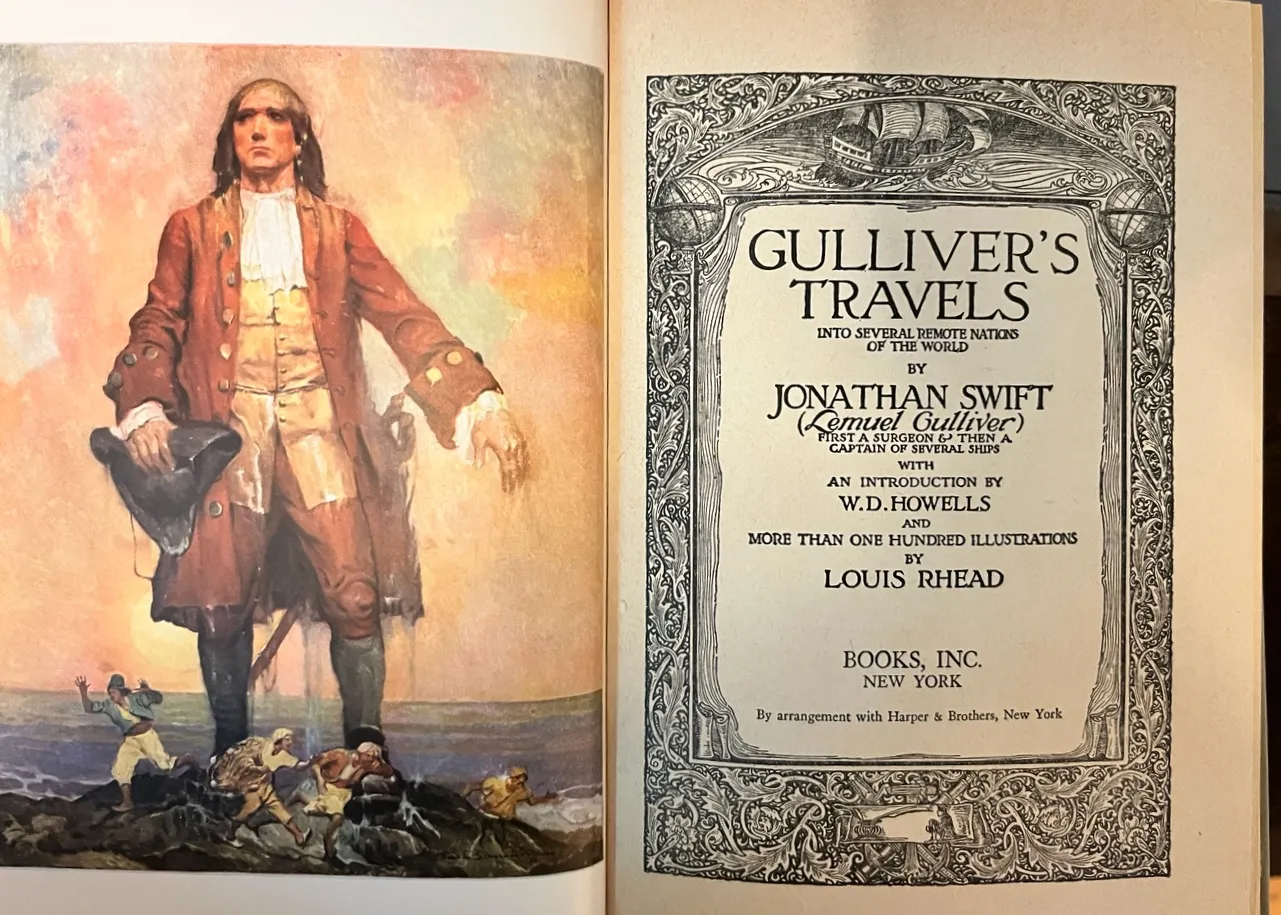 GULLIVER'S
TRAVELS
INTO SEVERAL REMOTE NATIONS
OF THE WORLD
BY
JONATHAN SWIFT
(Lemuel Gulliver)
FIRST A SURGEON & THEN A
CAPTAIN OF SEVERAL SHIPS
WITH
AN INTRODUCTION BY
W.D. HOWELLS
AND
MORE THAN ONE HUNDRED ILLUSTRATIONS
BY
LOUIS RHEAD
BOOKS, INC.
NEW YORK
By arrangement with Harper & Brothers, New York